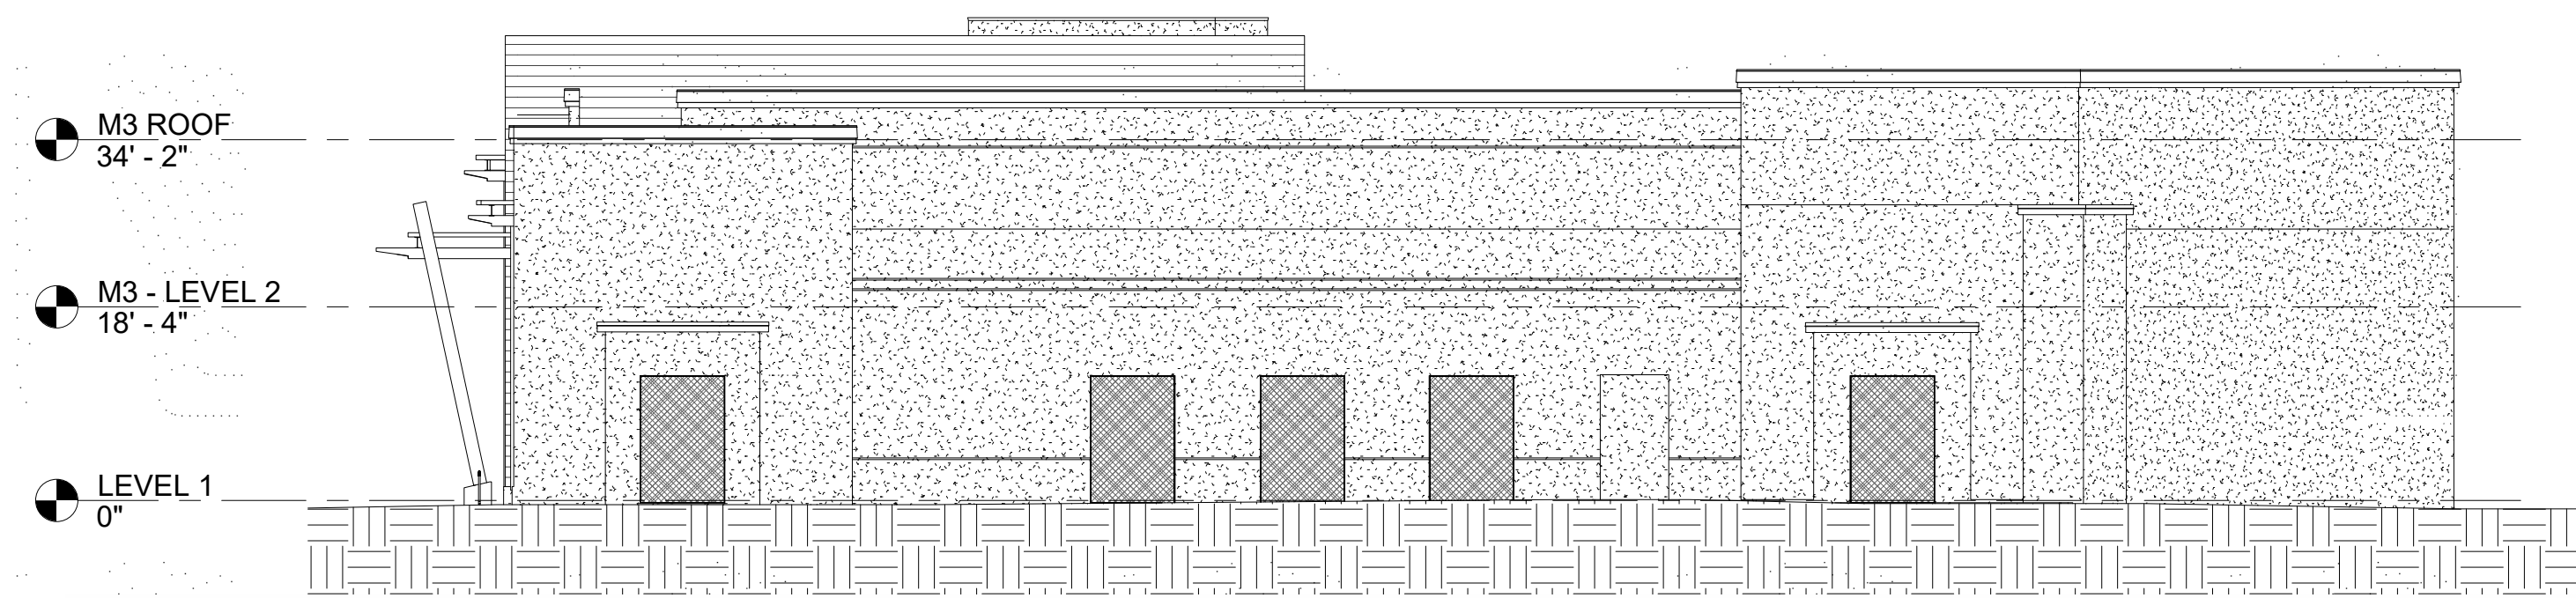 M3 ROOF
34' - 2"
M3 - LEVEL 2
18' - 4"
LEVEL 1
0"